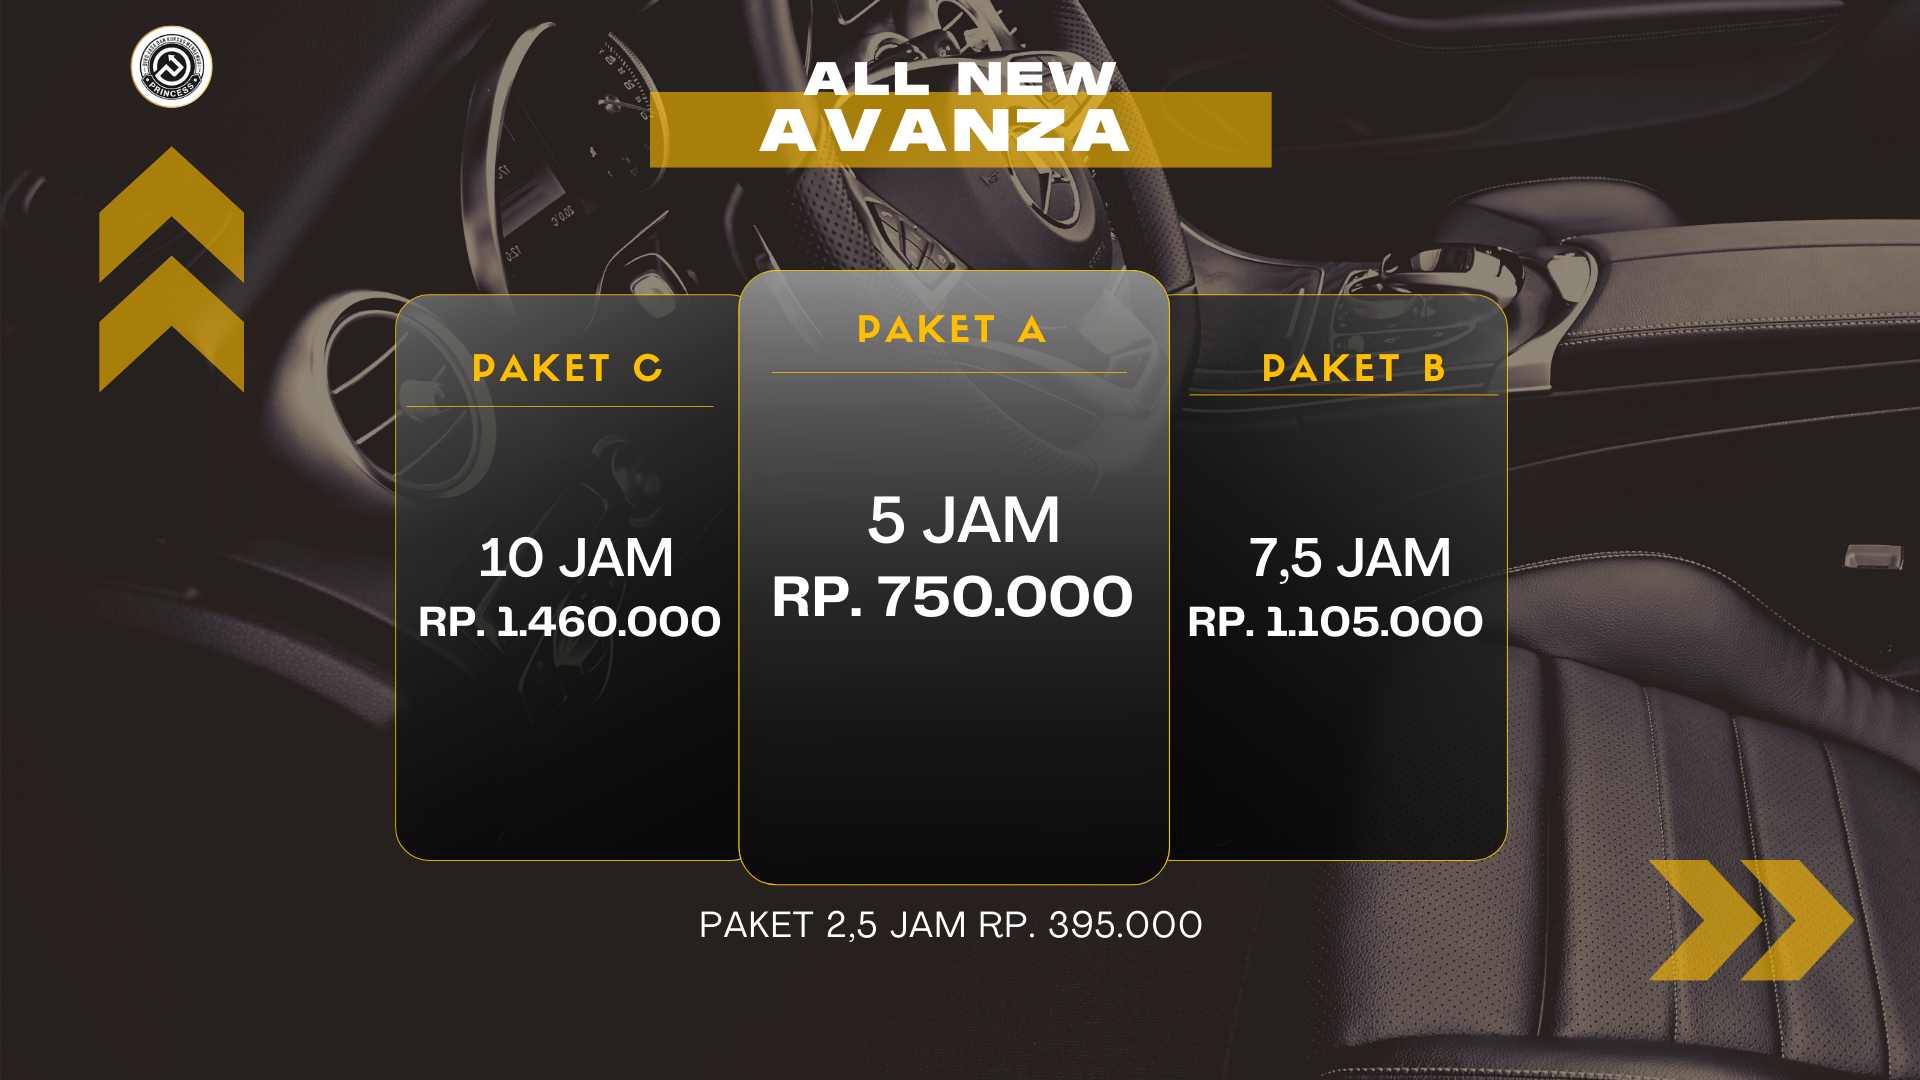 PRINCESS
ALL NEW
AVANZA
PAKET C
10 JAM
RP. 1.460.000
PAKET A
5 JAM
RP. 750.000
PAKET B
7,5 JAM
RP. 1.105.000
PAKET 2,5 JAM RP. 395.000